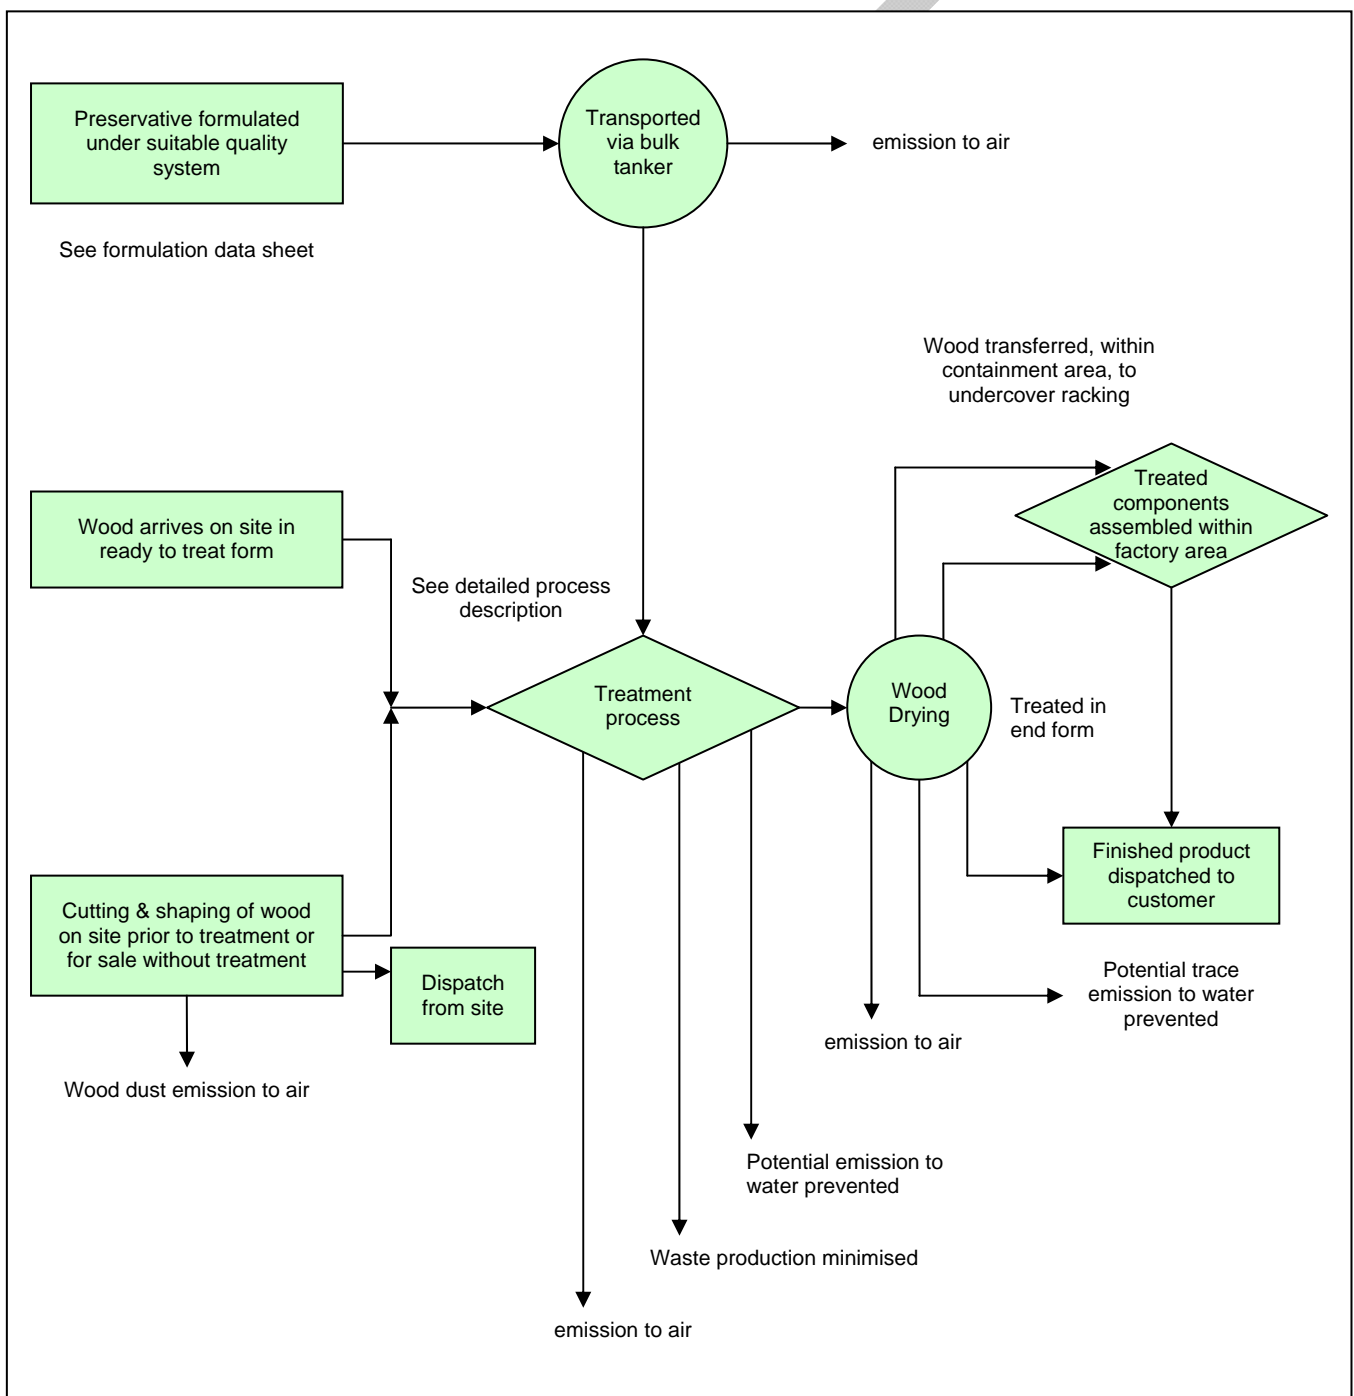 Preservative formulated
under suitable quality
system
Transported
via bulk
tanker
emission to air
See formulation data sheet
Wood transferred, within
containment area, to
undercover racking
Treated
components
assembled within
factory area
Wood arrives on site in
ready to treat form
See detailed process
description
Treatment
process
Wood
Drying
Treated in
end form
Finished product
dispatched to
customer
Cutting & shaping of wood
on site prior to treatment or
for sale without treatment
Dispatch
from site
Potential trace
emission to water
prevented
emission to air
Wood dust emission to air
Potential emission to
water prevented
Waste production minimised
emission to air